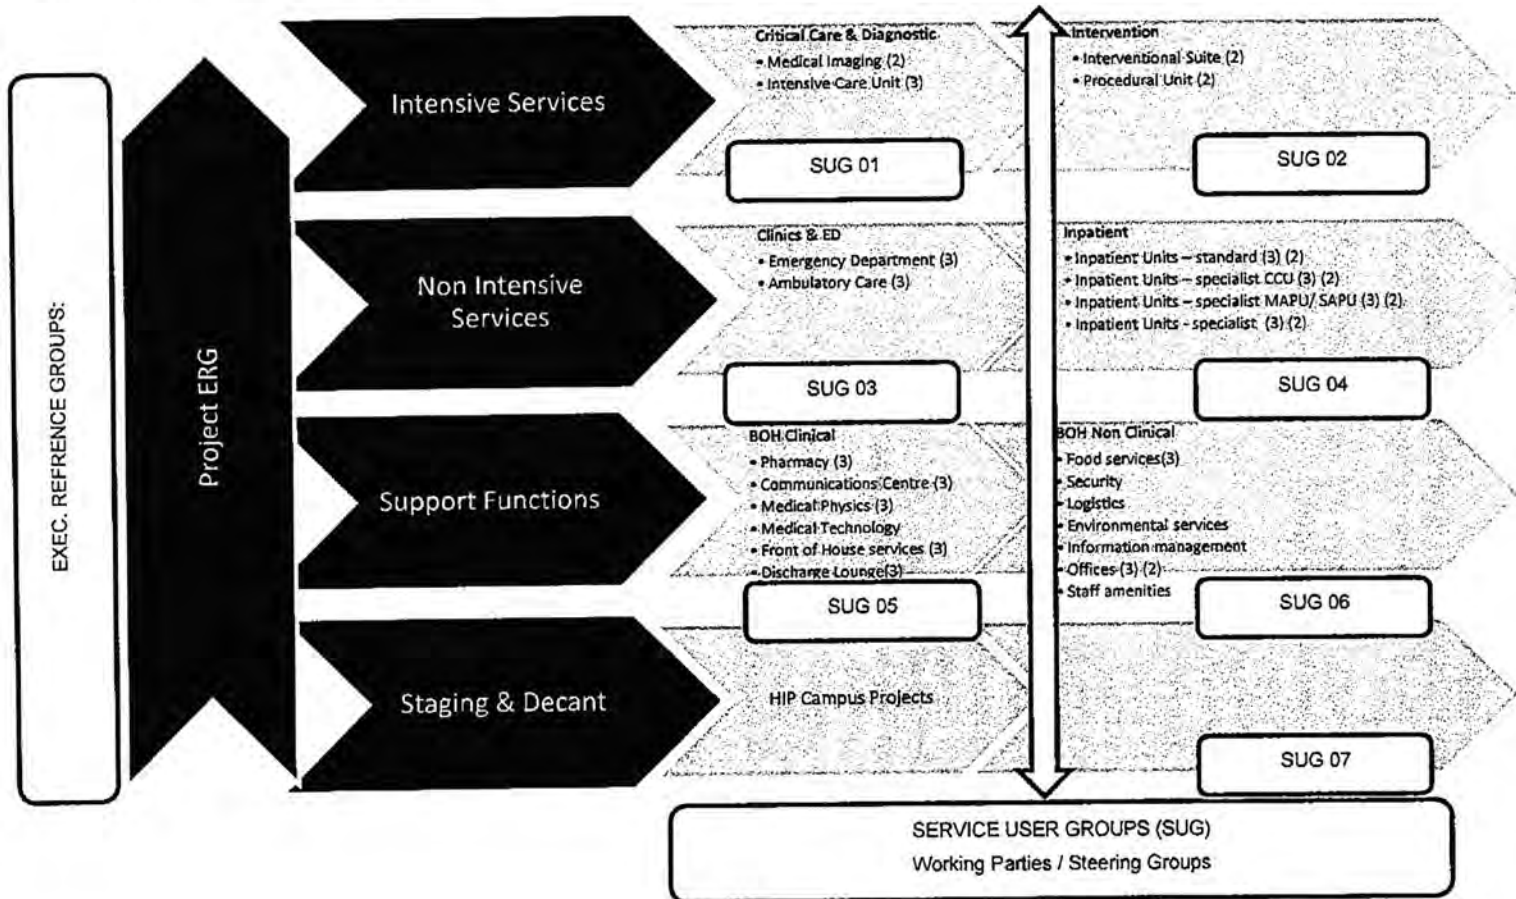 EXEC. REFERENCE GROUPS:
Project ERG
Intensive Services
Critical Care & Diagnostic
• Medical Imaging (2)
• Intensive Care Unit (3)
SUG 01
Intervention
• Interventional Suite (2)
• Procedural Unit (2)
SUG 02
Non Intensive
Services
Clinics & ED
• Emergency Department (3)
• Ambulatory Care (3)
SUG 03
Inpatient
• Inpatient Units – standard (3) (2)
• Inpatient Units – specialist CCU (3) (2)
• Inpatient Units – specialist MAPU/ SAPU (3) (2)
• Inpatient Units - specialist (3) (2)
SUG 04
Support Functions
BOH Clinical
• Pharmacy (3)
• Communications Centre (3)
• Medical Physics (3)
• Medical Technology
• Front of House services (3)
• Discharge Lounge(3)
SUG 05
BOH Non Clinical
• Food services(3)
• Security
• Logistics
• Environmental services
• Information management
• Offices (3) (2)
• Staff amenities
SUG 06
Staging & Decant
HIP Campus Projects
SUG 07
SERVICE USER GROUPS (SUG)
Working Parties / Steering Groups